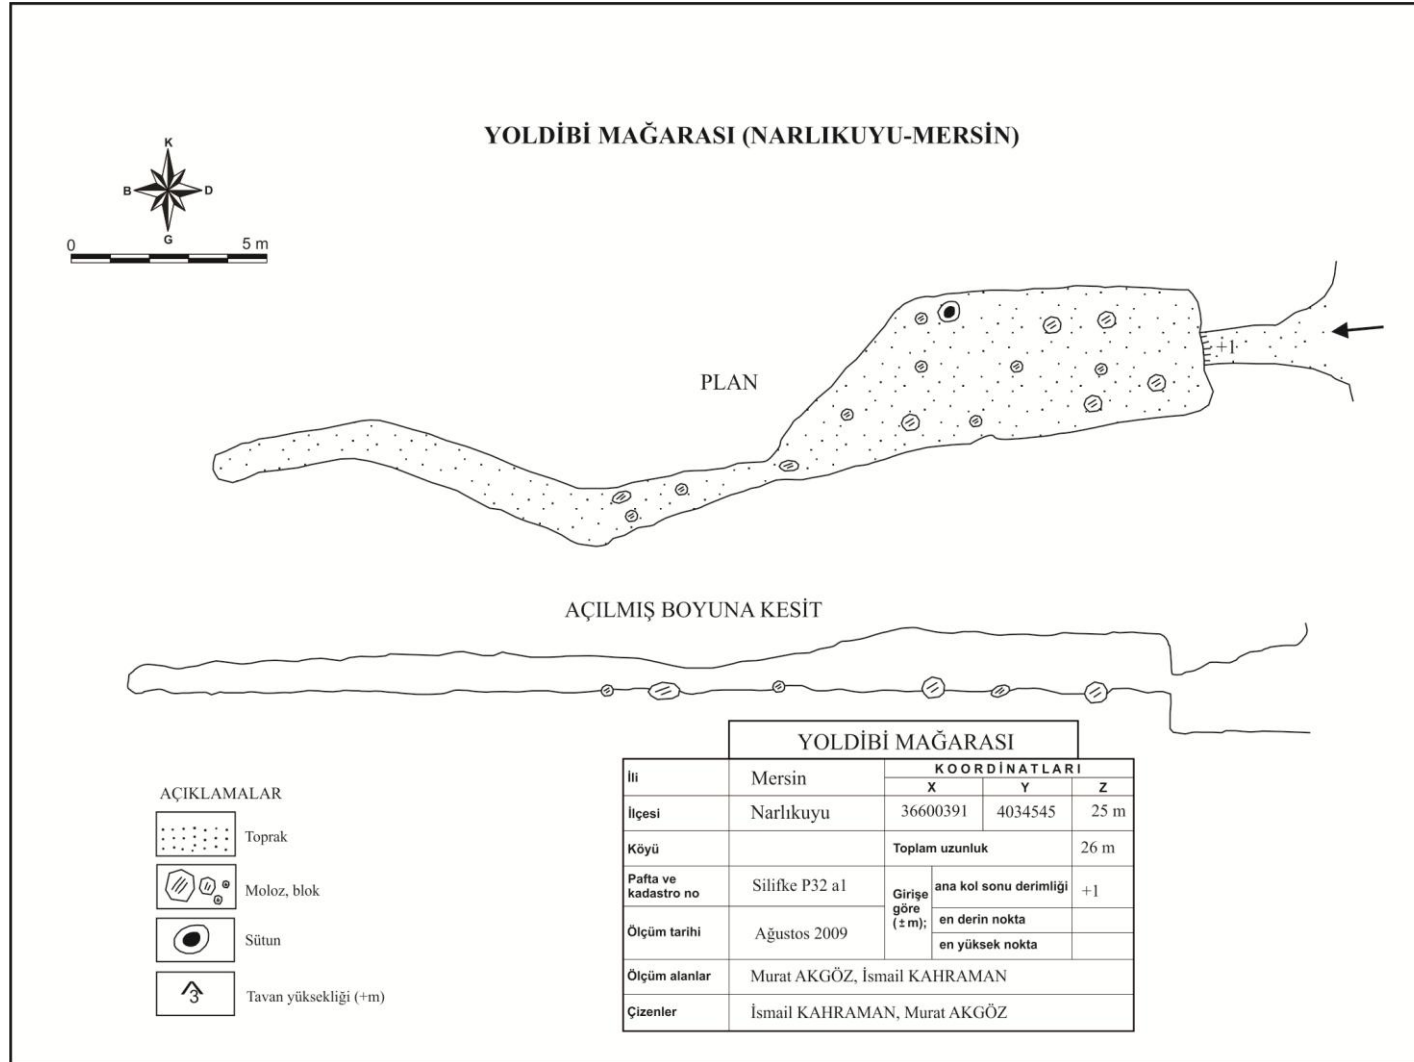 YOLDİBİ MAĞARASI (NARLIKUYU-MERSİN)
K
B D
G
0 5 m
+1
PLAN
AÇILMIŞ BOYUNA KESİT
YOLDİBİ MAĞARASI
İli Mersin KOORDİNATLARI
X Y Z
İlçesi Narlıkuyu 36600391 4034545 25 m
Köyü Toplam uzunluk 26 m
Pafta ve kadastro no Silifke P32 a1 Girişe göre (±m); ana kol sonu derimliği +1
Ölçüm tarihi Ağustos 2009 en derin nokta
en yüksek nokta
Ölçüm alanlar Murat AKGÖZ, İsmail KAHRAMAN
Çizenler İsmail KAHRAMAN, Murat AKGÖZ
AÇIKLAMALAR
Toprak
Moloz, blok
Sütun
3 Tavan yüksekliği (+m)